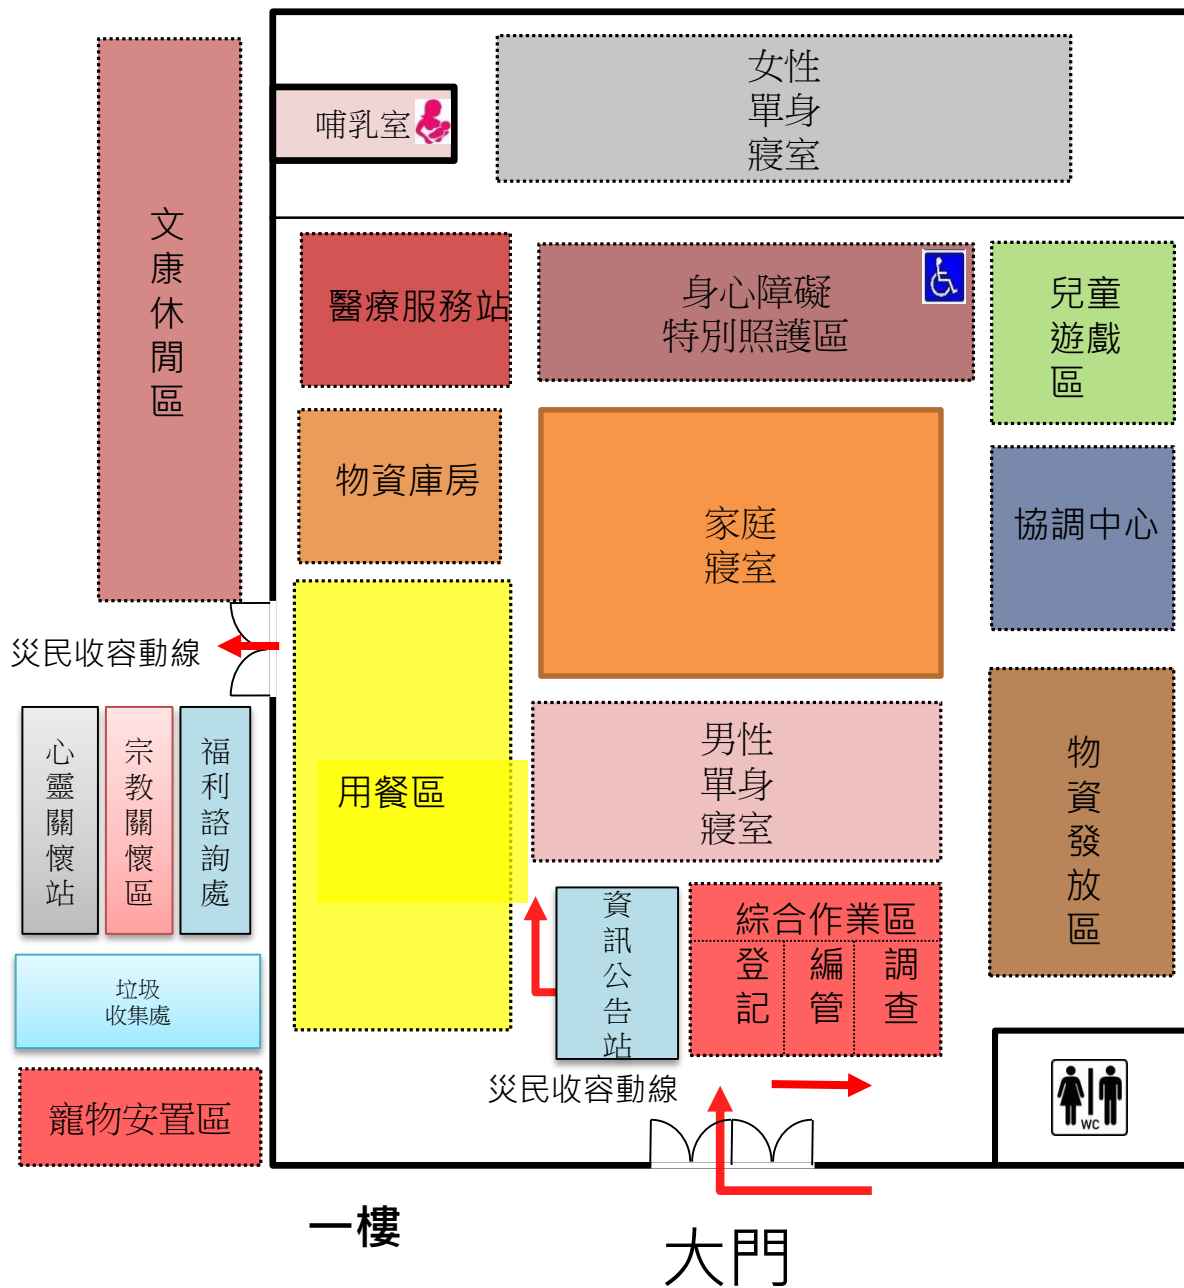 女性
單身
寢室
哺乳室
文康休閒區
醫療服務站
身心障礙
特別照護區
兒童
遊戲
區
物資庫房
家庭
寢室
協調中心
災民收容動線
心靈關懷站
宗教關懷區
福利諮詢處
用餐區
男性
單身
寢室
物資發放區
資訊公告站
綜合作業區
登記
編管
調查
垃圾
收集處
寵物安置區
災民收容動線
WC
一樓
大門